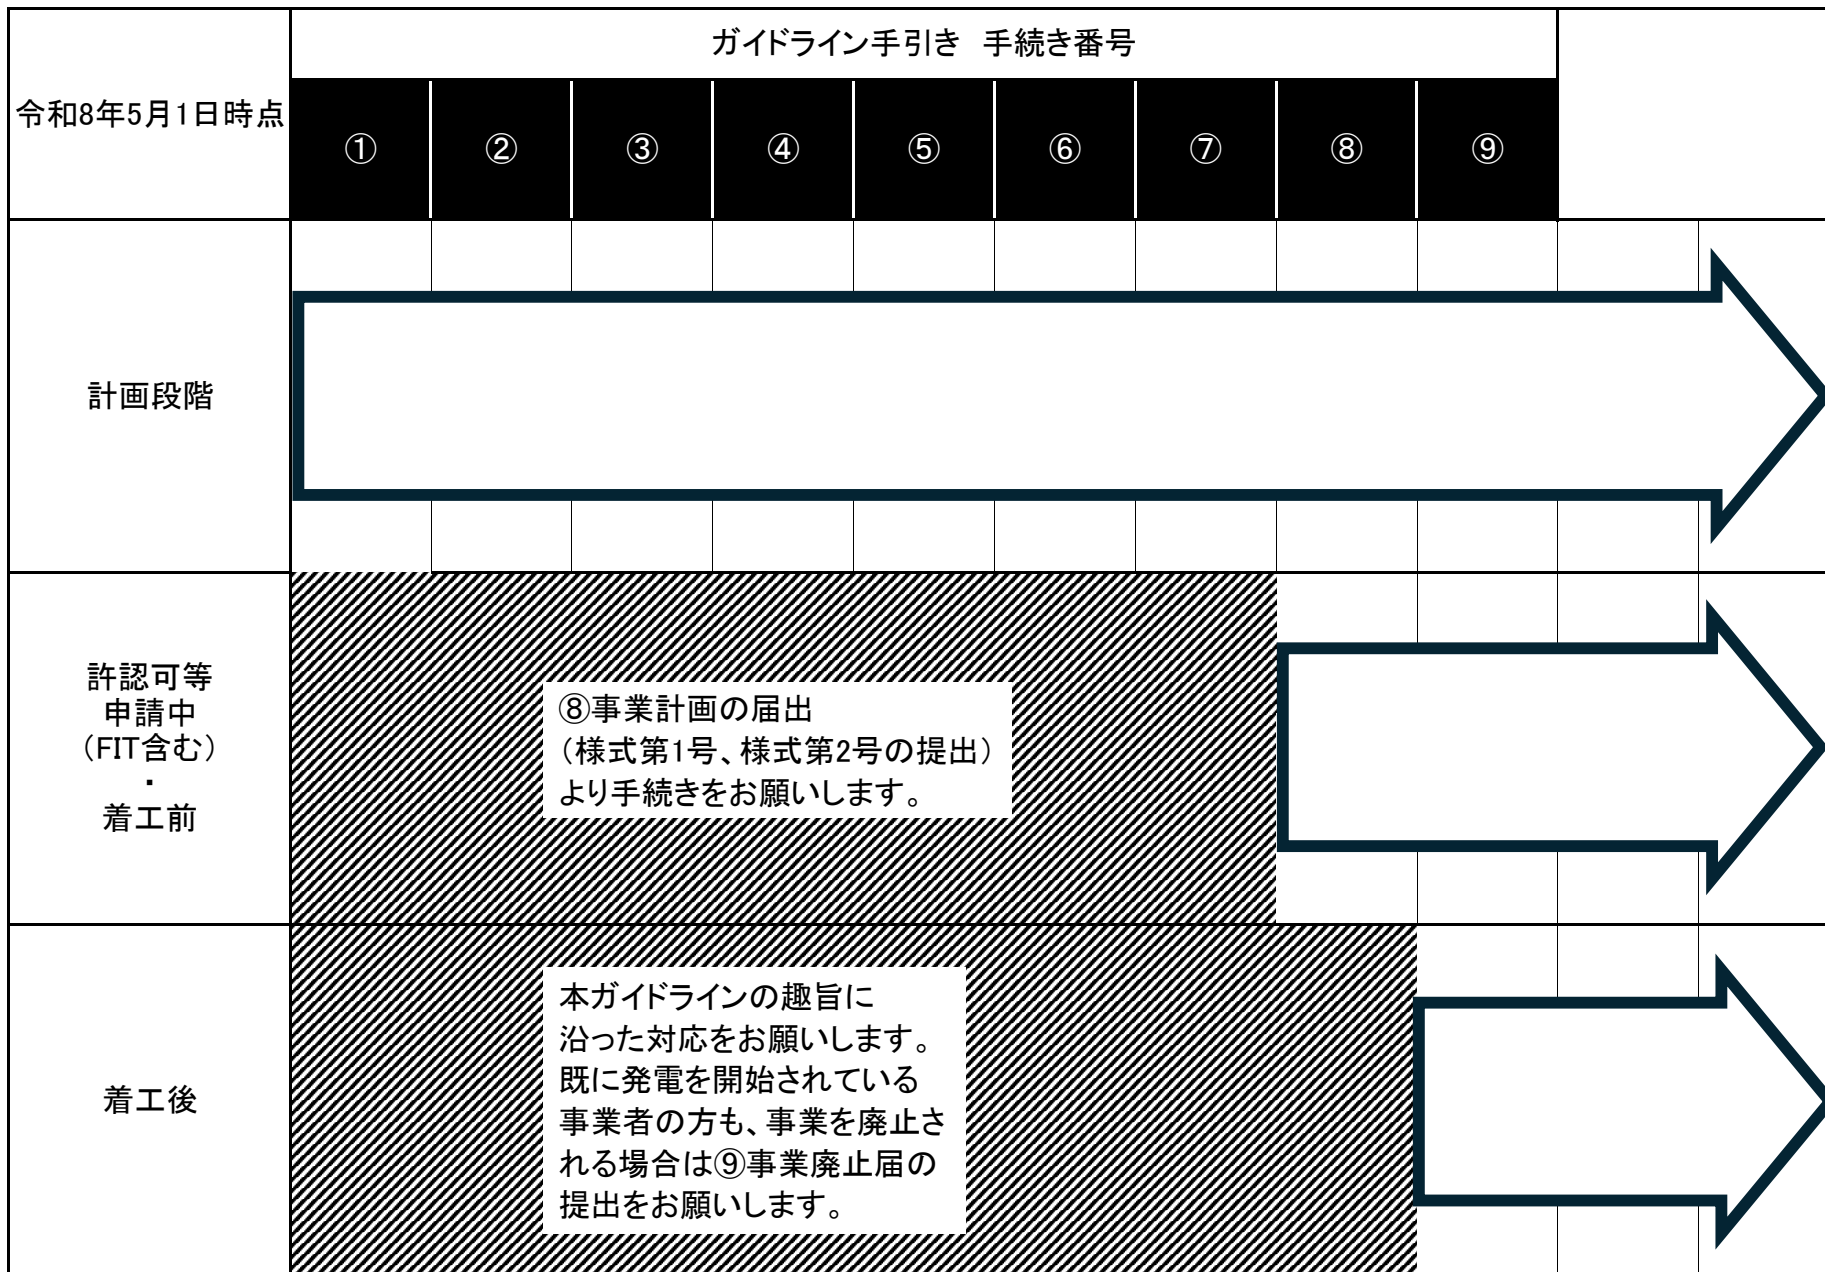 ガイドライン手引き　手続き番号
令和8年5月1日時点
① ② ③ ④ ⑤ ⑥ ⑦ ⑧ ⑨
計画段階
許認可等
申請中
（FIT含む）
・
着工前
⑧事業計画の届出
（様式第1号、様式第2号の提出）
より手続きをお願いします。
着工後
本ガイドラインの趣旨に
沿った対応をお願いします。
既に発電を開始されている
事業者の方も、事業を廃止さ
れる場合は⑨事業廃止届の
提出をお願いします。